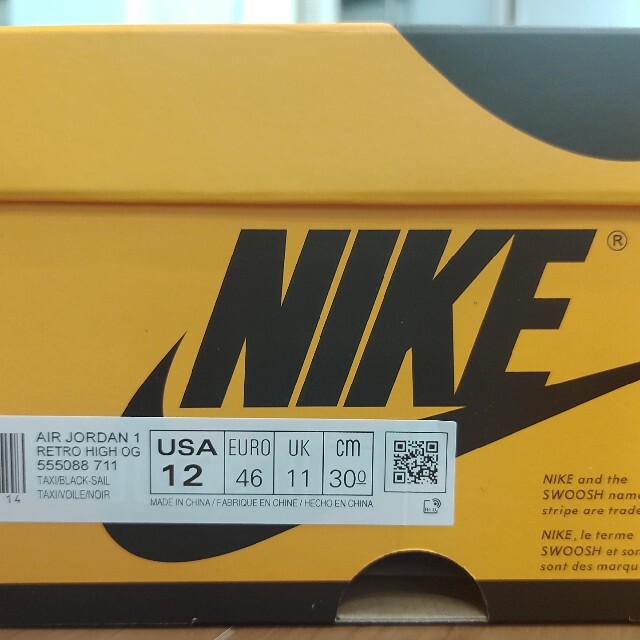 NIKE ®
AIR JORDAN 1
RETRO HIGH OG
555088 711
TAXI/BLACK-SAIL
TAXI/VOILE/NOIR
USA EURO UK cm
12 46 11 30⁰
MADE IN CHINA / FABRIQUE EN CHINE / HECHO EN CHINA
14
NIKE and the
SWOOSH name
stripe are trade
NIKE, le terme
SWOOSH et son
sont des marqu